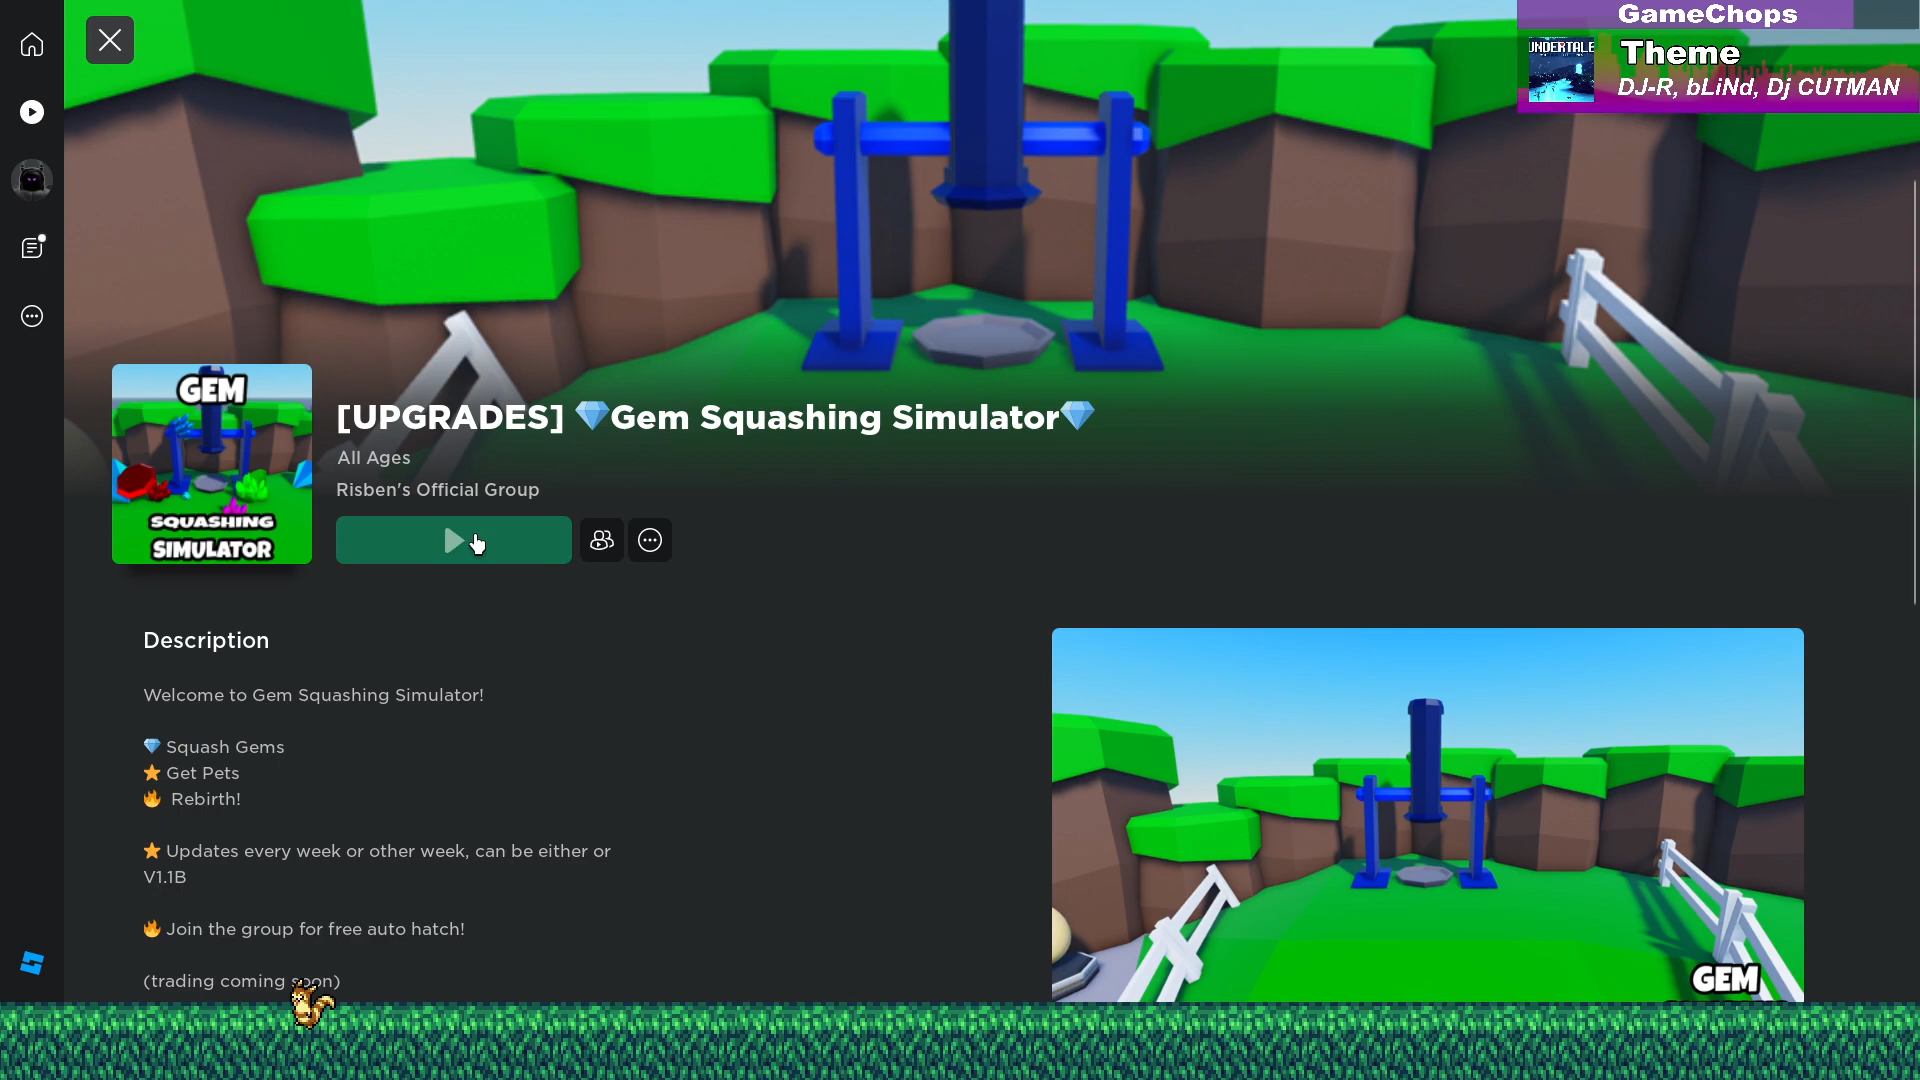 GameChops
UNDERTALE
Theme
DJ-R, bLiNd, Dj CUTMAN
GEM
SQUASHING
SIMULATOR
[UPGRADES] 💎Gem Squashing Simulator💎
All Ages
Risben's Official Group
Description
Welcome to Gem Squashing Simulator!
💎 Squash Gems
⭐ Get Pets
🔥 Rebirth!
⭐ Updates every week or other week, can be either or
V1.1B
🔥 Join the group for free auto hatch!
(trading coming soon)
GEM